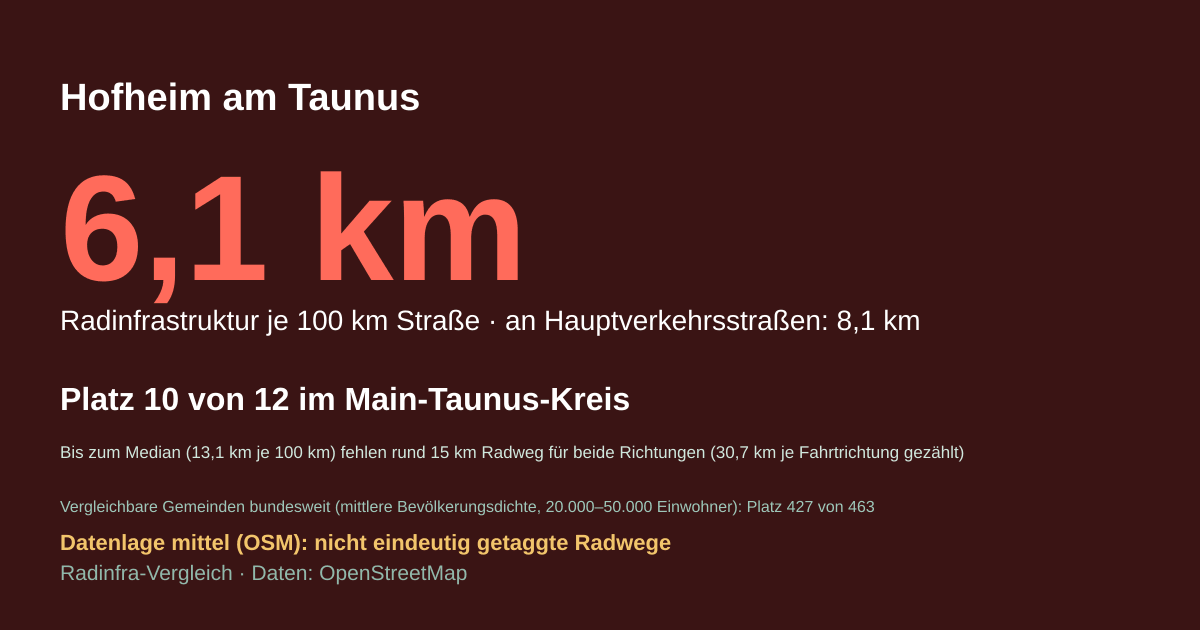 Hofheim am Taunus
6,1 km
Radinfrastruktur je 100 km Straße · an Hauptverkehrsstraßen: 8,1 km
Platz 10 von 12 im Main-Taunus-Kreis
Bis zum Median (13,1 km je 100 km) fehlen rund 15 km Radweg für beide Richtungen (30,7 km je Fahrtrichtung gezählt)
Vergleichbare Gemeinden bundesweit (mittlere Bevölkerungsdichte, 20.000–50.000 Einwohner): Platz 427 von 463
Datenlage mittel (OSM): nicht eindeutig getaggte Radwege
Radinfra-Vergleich · Daten: OpenStreetMap